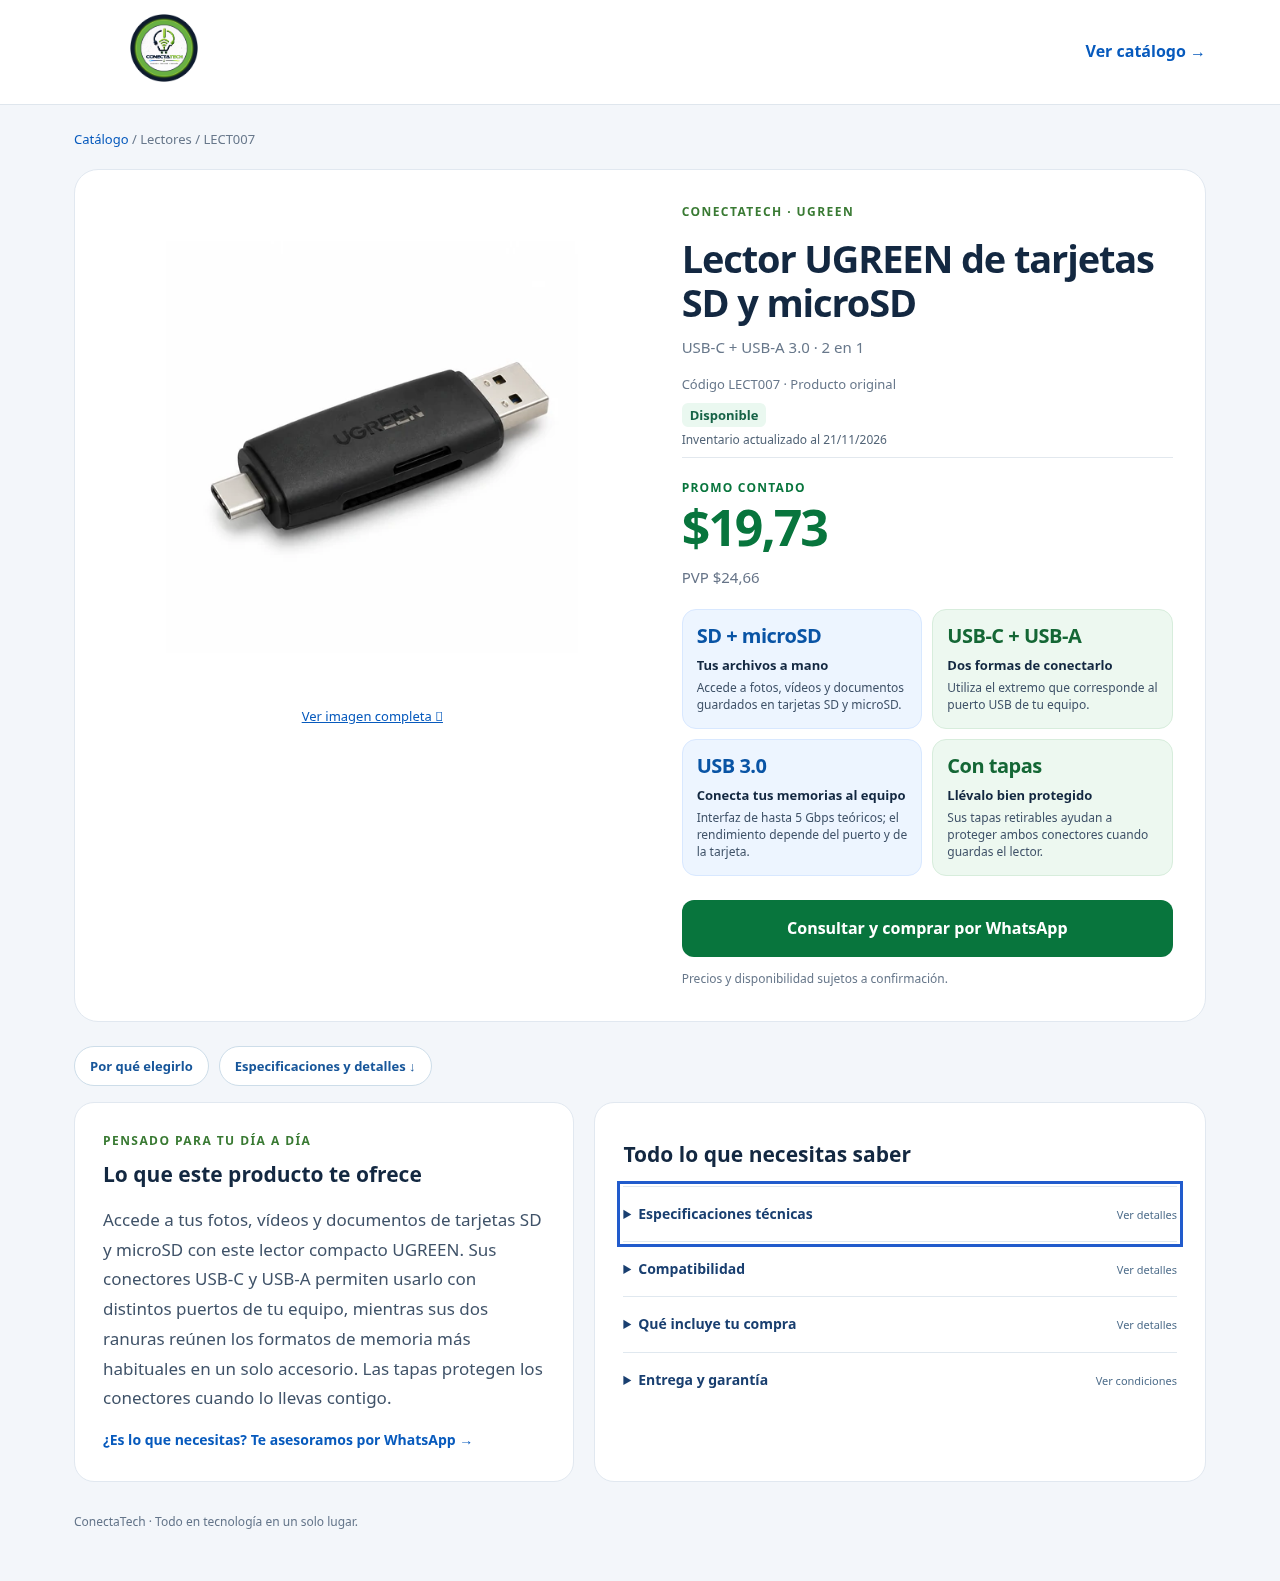 CONECTATECH
Ver catálogo →
Catálogo / Lectores / LECT007
UGREEN
Ver imagen completa
CONECTATECH · UGREEN
Lector UGREEN de tarjetas
SD y microSD
USB-C + USB-A 3.0 · 2 en 1
Código LECT007 · Producto original
Disponible
Inventario actualizado al 21/11/2026
PROMO CONTADO
$19,73
PVP $24,66
SD + microSD
Tus archivos a mano
Accede a fotos, vídeos y documentos
guardados en tarjetas SD y microSD.
USB-C + USB-A
Dos formas de conectarlo
Utiliza el extremo que corresponde al
puerto USB de tu equipo.
USB 3.0
Conecta tus memorias al equipo
Interfaz de hasta 5 Gbps teóricos; el
rendimiento depende del puerto y de
la tarjeta.
Con tapas
Llévalo bien protegido
Sus tapas retirables ayudan a
proteger ambos conectores cuando
guardas el lector.
Consultar y comprar por WhatsApp
Precios y disponibilidad sujetos a confirmación.
Por qué elegirlo
Especificaciones y detalles ↓
PENSADO PARA TU DÍA A DÍA
Lo que este producto te ofrece
Accede a tus fotos, vídeos y documentos de tarjetas SD
y microSD con este lector compacto UGREEN. Sus
conectores USB-C y USB-A permiten usarlo con
distintos puertos de tu equipo, mientras sus dos
ranuras reúnen los formatos de memoria más
habituales en un solo accesorio. Las tapas protegen los
conectores cuando lo llevas contigo.
¿Es lo que necesitas? Te asesoramos por WhatsApp →
Todo lo que necesitas saber
▶ Especificaciones técnicas Ver detalles
▶ Compatibilidad Ver detalles
▶ Qué incluye tu compra Ver detalles
▶ Entrega y garantía Ver condiciones
ConectaTech · Todo en tecnología en un solo lugar.